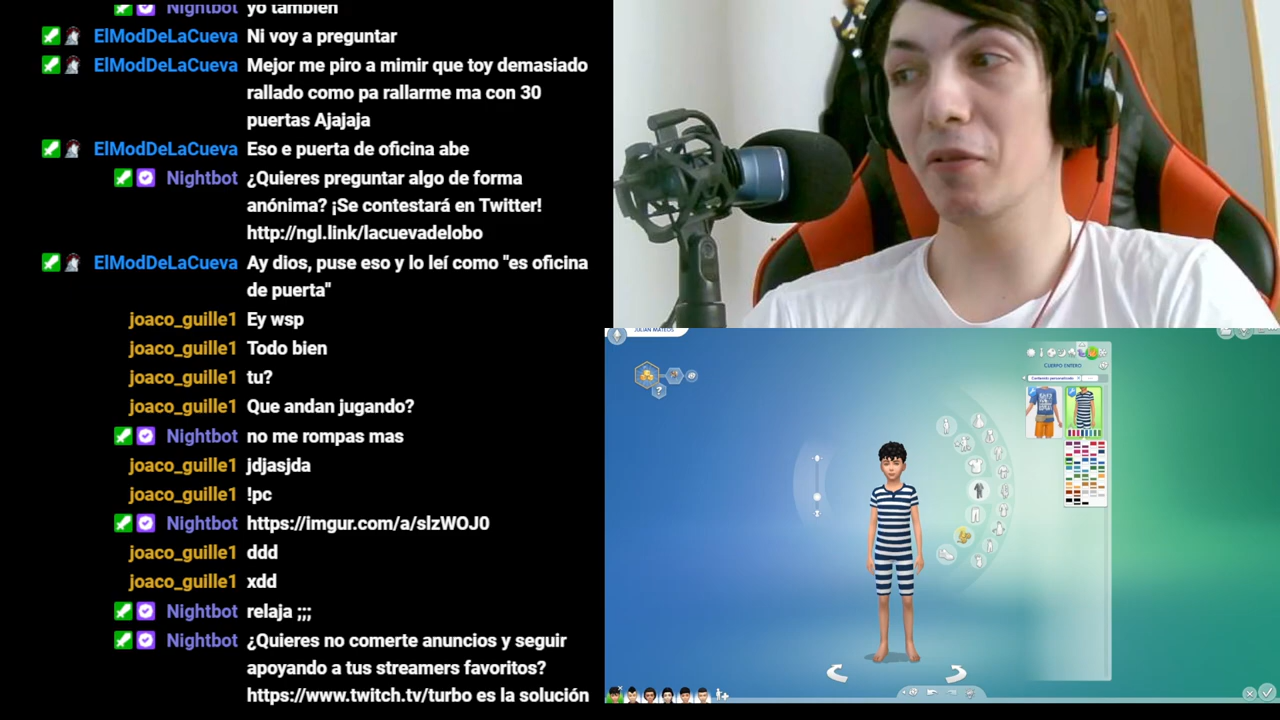 Nightbot yo también
ElModDeLaCueva Ni voy a preguntar
ElModDeLaCueva Mejor me piro a mimir que toy demasiado
rallado como pa rallarme ma con 30
puertas Ajajaja
ElModDeLaCueva Eso e puerta de oficina abe
Nightbot ¿Quieres preguntar algo de forma
anónima? ¡Se contestará en Twitter!
http://ngl.link/lacuevadelobo
ElModDeLaCueva Ay dios, puse eso y lo leí como "es oficina
de puerta"
joaco_guille1 Ey wsp
joaco_guille1 Todo bien
joaco_guille1 tu?
joaco_guille1 Que andan jugando?
Nightbot no me rompas mas
joaco_guille1 jdjasjda
joaco_guille1 !pc
Nightbot https://imgur.com/a/slzWOJ0
joaco_guille1 ddd
joaco_guille1 xdd
Nightbot relaja ;;;
Nightbot ¿Quieres no comerte anuncios y seguir
apoyando a tus streamers favoritos?
https://www.twitch.tv/turbo es la solución
JULIAN MATEOS
CUERPO ENTERO
Contenido personalizado
?